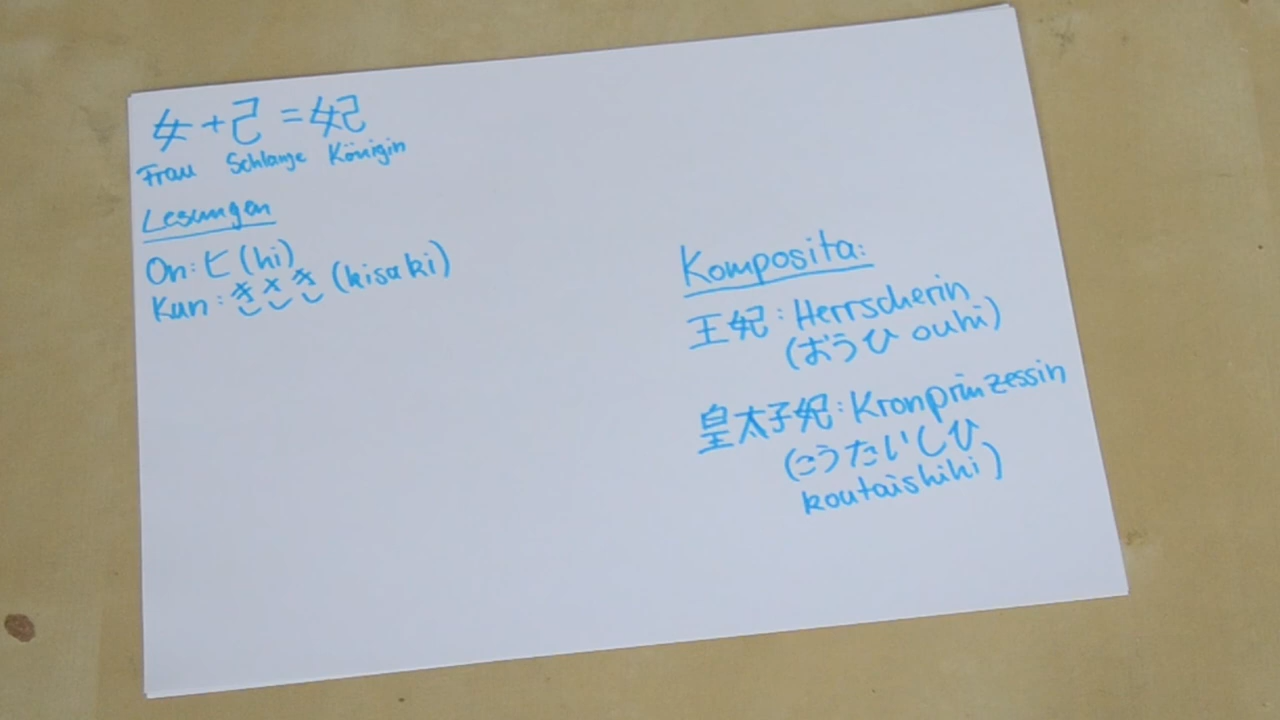 女+己=妃
Frau Schlange Königin
Lesungen
On: ヒ (hi)
Kun: きさき (kisaki)
Komposita:
王妃: Herrscherin
(おうひ ouhi)
皇太子妃: Kronprinzessin
(こうたいしひ
koutaishihi)